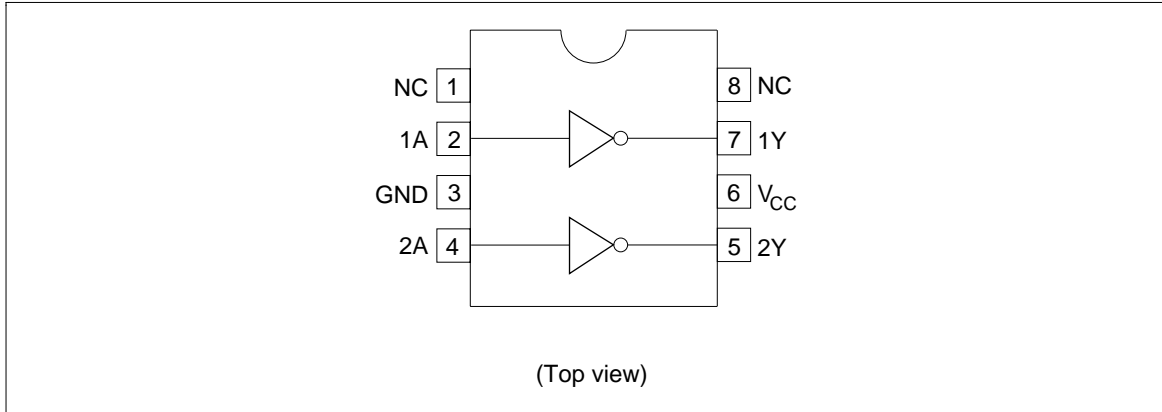 NC 1 8 NC
1A 2 7 1Y
GND 3 6 VCC
2A 4 5 2Y
(Top view)